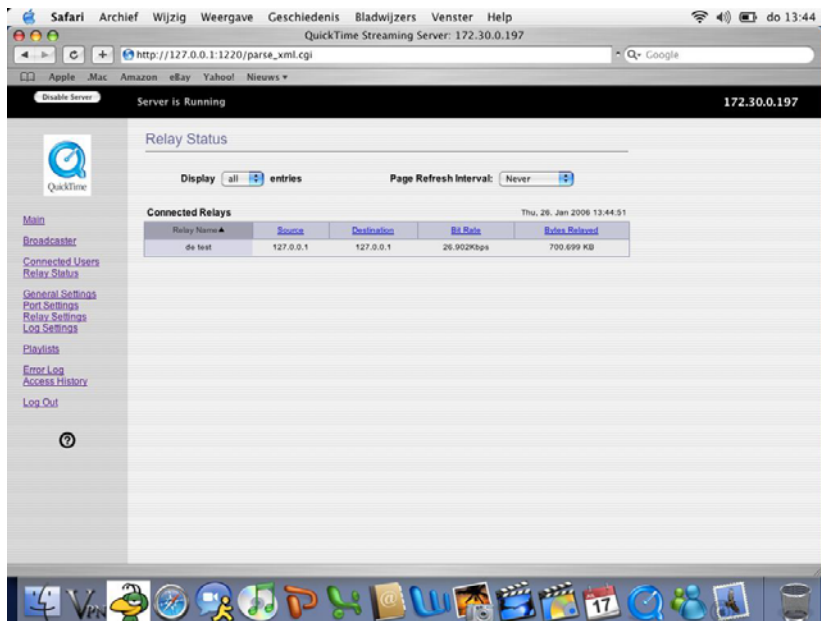 Safari Archief Wijzig Weergave Geschiedenis Bladwijzers Venster Help do 13:44
QuickTime Streaming Server: 172.30.0.197
http://127.0.0.1:1220/parse_xml.cgi Google
Apple .Mac Amazon eBay Yahoo! Nieuws
Disable Server Server is Running 172.30.0.197
Relay Status
QuickTime
Display all entries Page Refresh Interval: Never
Connected Relays Thu, 26. Jan 2006 13:44:51
Relay Name Source Destination Bit Rate Bytes Relayed
de test 127.0.0.1 127.0.0.1 26.902Kbps 700.699 KB
Main
Broadcaster
Connected Users
Relay Status
General Settings
Port Settings
Relay Settings
Log Settings
Playlists
Error Log
Access History
Log Out
?
VPN
17